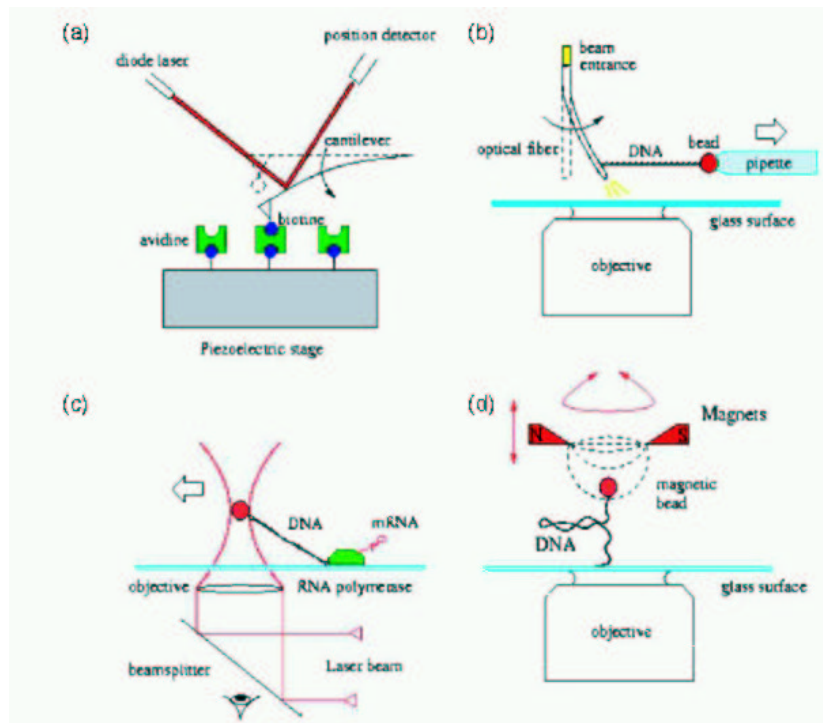 (a)
position detector
diode laser
cantilever
biotine
avidine
Piezoelectric stage
(b)
beam
entrance
optical fiber
DNA
bead
pipette
glass surface
objective
(c)
DNA
mRNA
objective
RNA polymerase
beamsplitter
Laser beam
(d)
Magnets
N
S
magnetic
bead
DNA
glass surface
objective